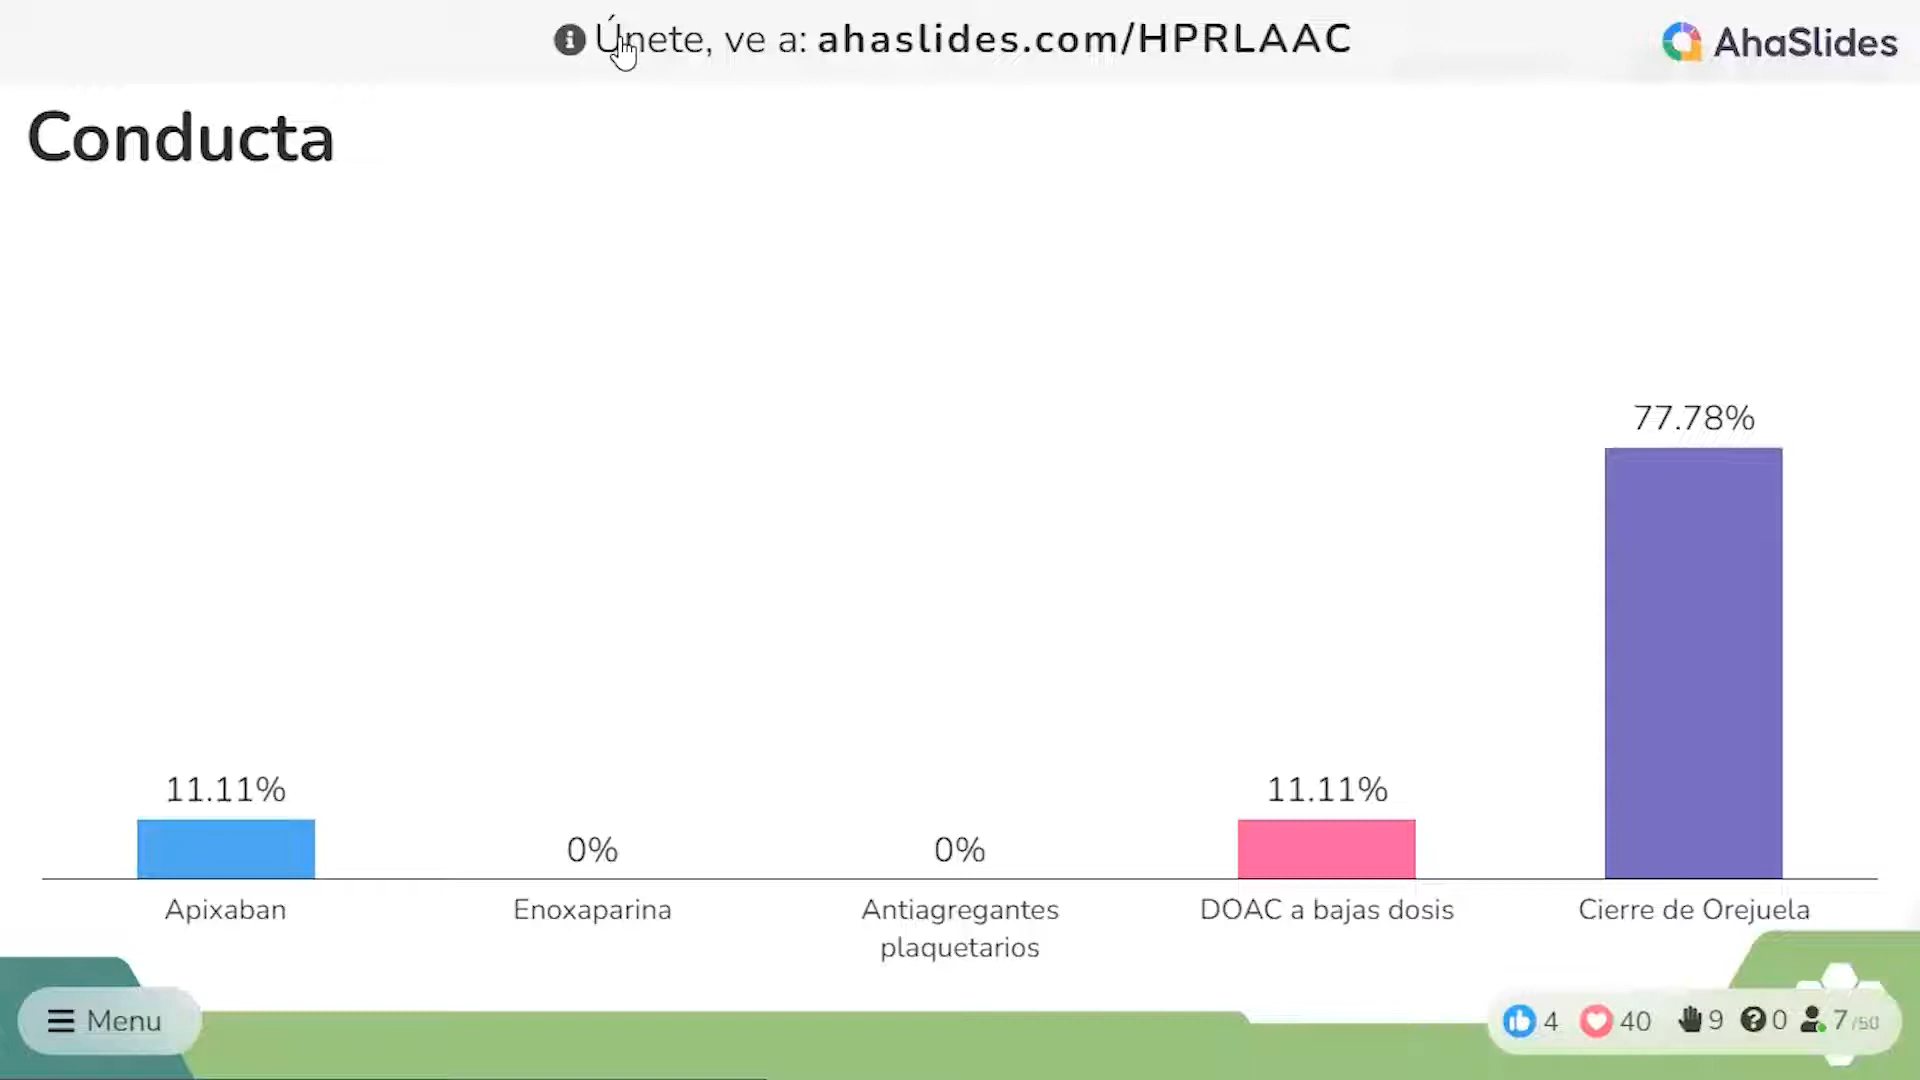 Únete, ve a: ahaslides.com/HPRLAAC
AhaSlides
Conducta
77.78%
11.11%
11.11%
0%
0%
Apixaban
Enoxaparina
Antiagregantes
plaquetarios
DOAC a bajas dosis
Cierre de Orejuela
Menu
4
40
9
0
7/50